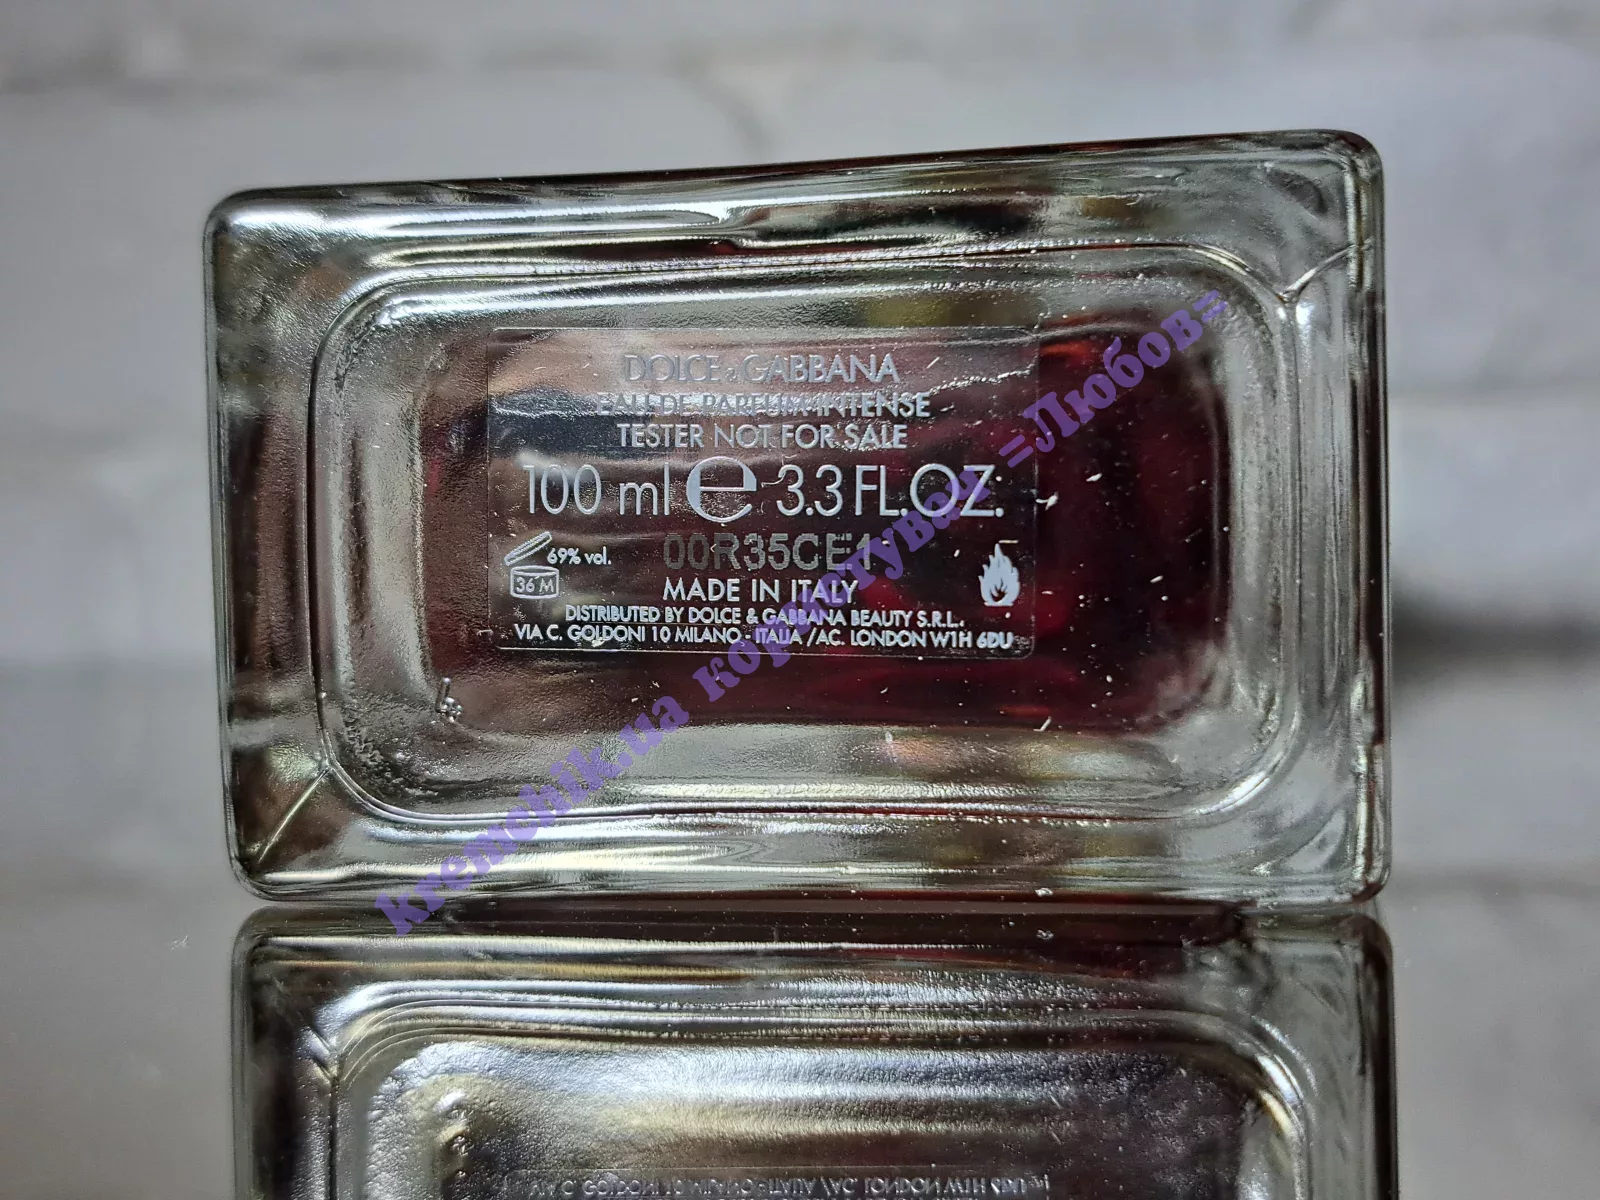 DOLCE & GABBANA
EAU DE PARFUM INTENSE
TESTER NOT FOR SALE
100 ml e 3.3 FL.OZ.
69% vol.
36 M
00R35CE1
MADE IN ITALY
DISTRIBUTED BY DOLCE & GABBANA BEAUTY S.R.L.
VIA C. GOLDONI 10 MILANO - ITALIA /AC. LONDON W1H 6DU
4
kremchik.ua користувач =Любов=